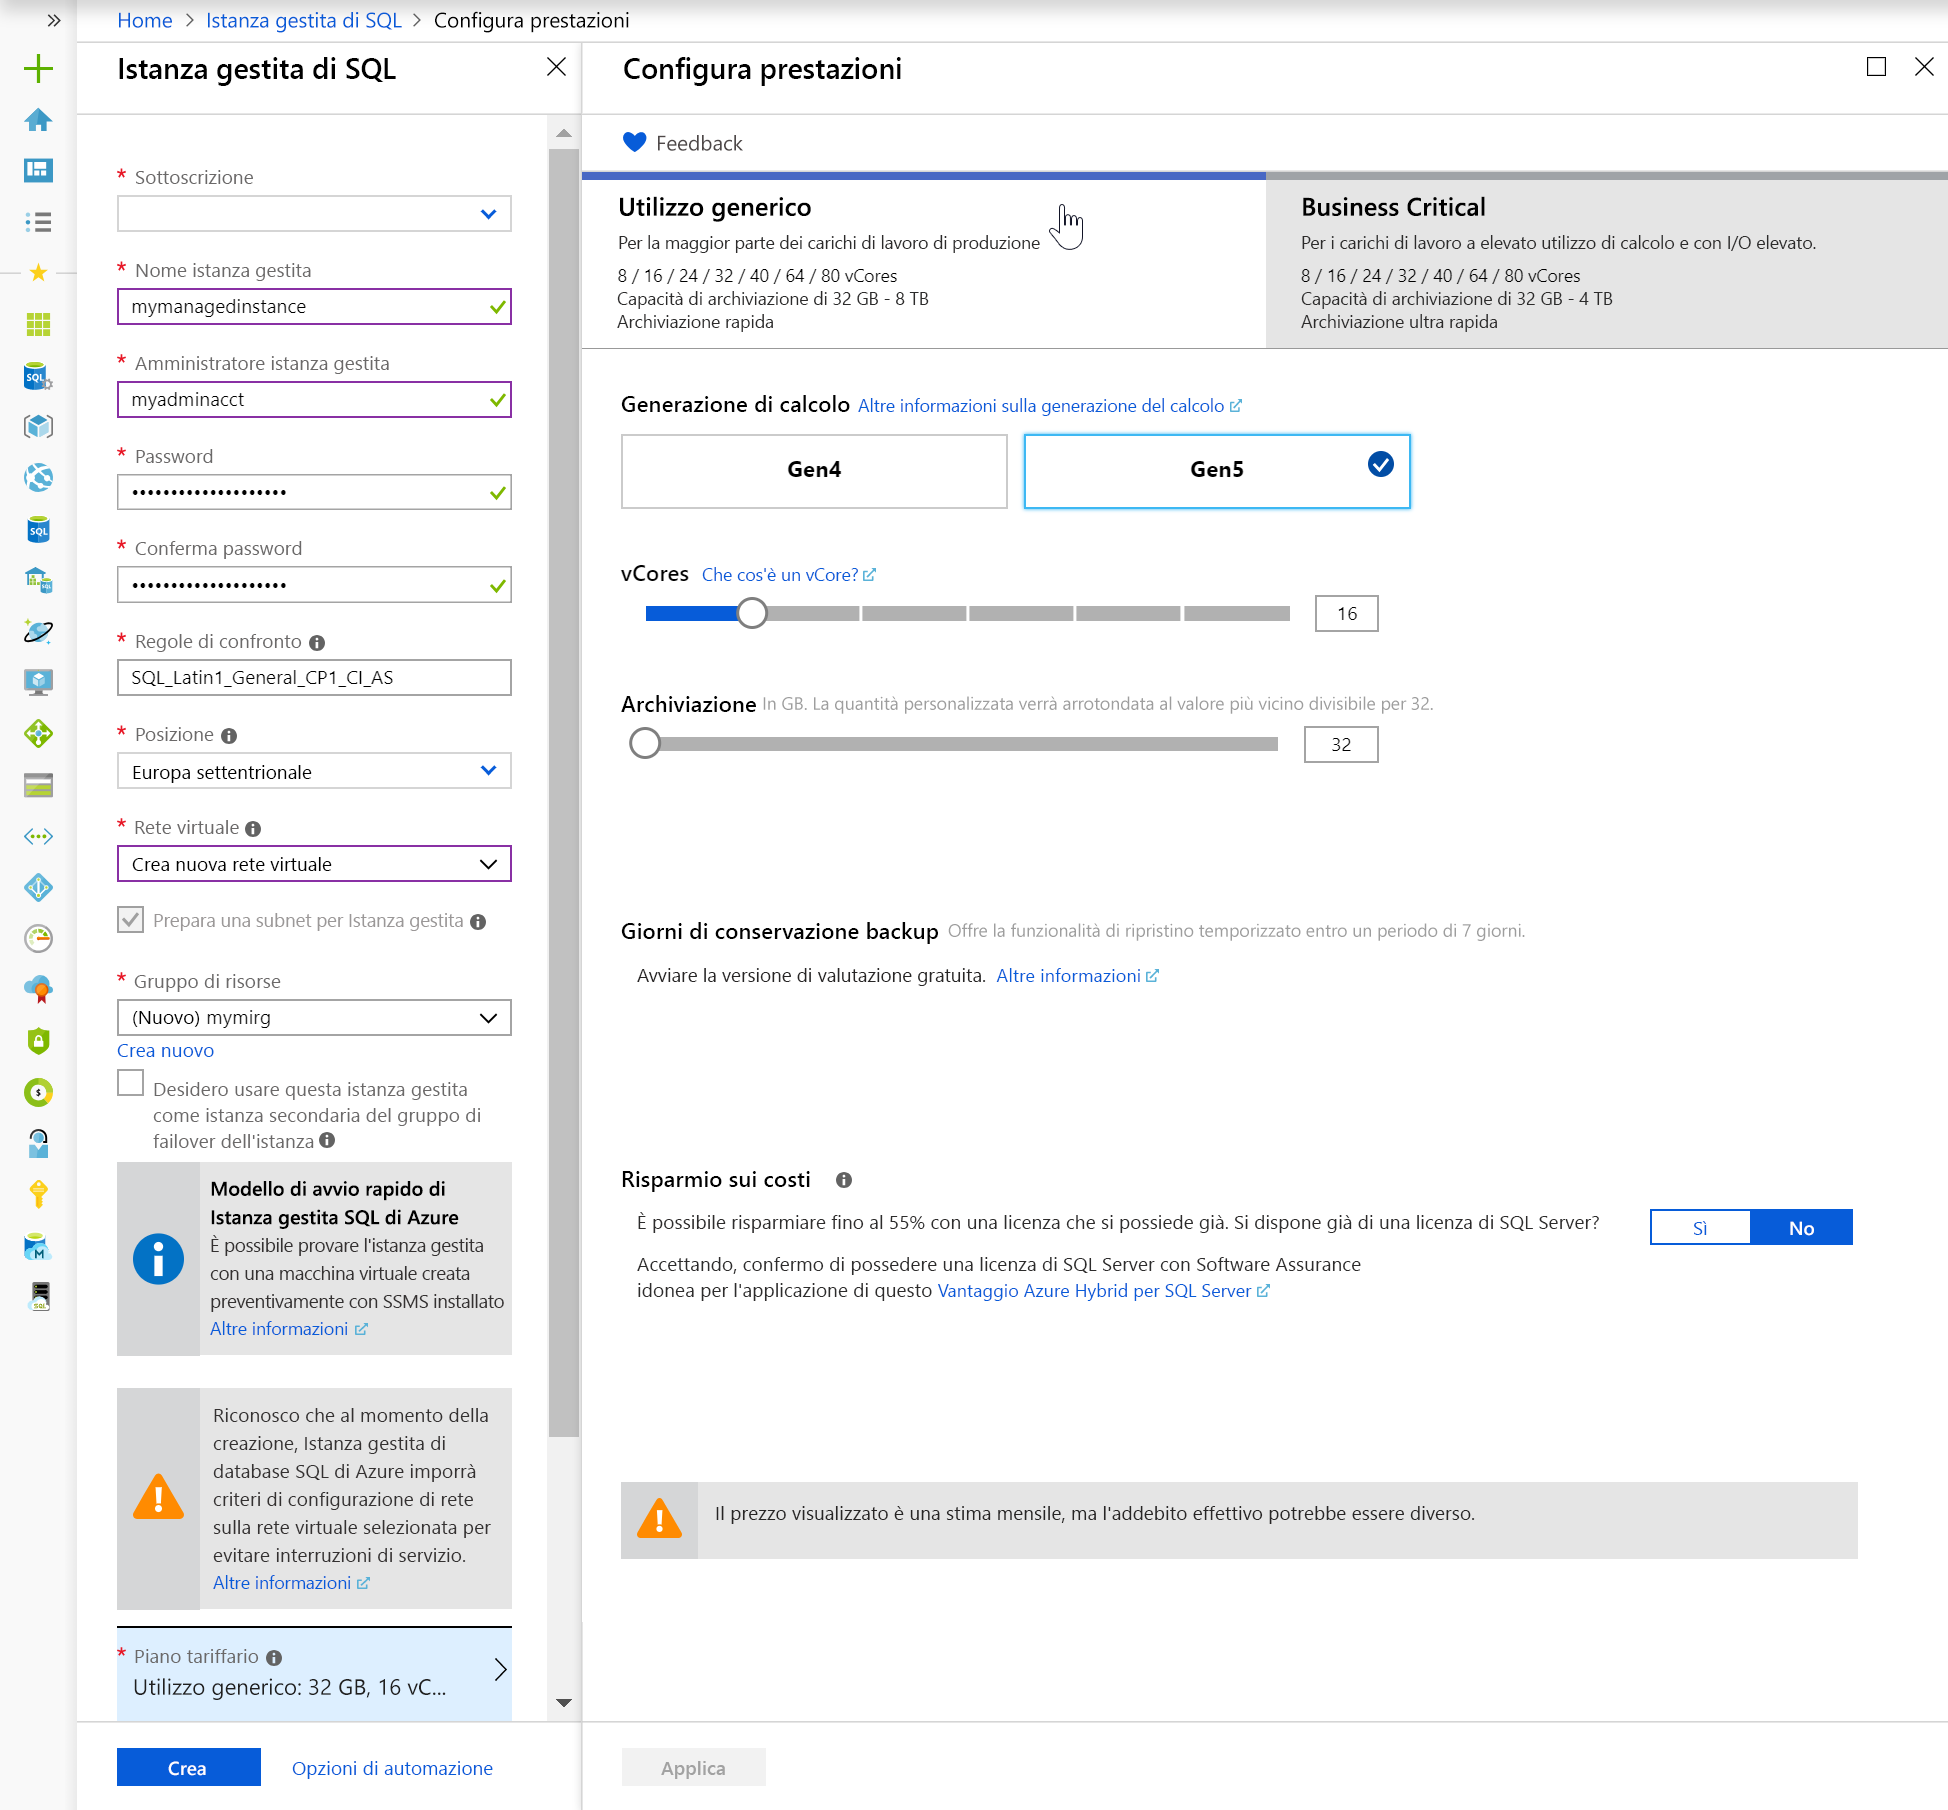 Home > Istanza gestita di SQL > Configura prestazioni
Istanza gestita di SQL
* Sottoscrizione
* Nome istanza gestita
mymanagedinstance
* Amministratore istanza gestita
myadminacct
* Password
••••••••••••••••••••
* Conferma password
••••••••••••••••••••
* Regole di confronto
SQL_Latin1_General_CP1_CI_AS
* Posizione
Europa settentrionale
* Rete virtuale
Crea nuova rete virtuale
Prepara una subnet per Istanza gestita
* Gruppo di risorse
(Nuovo) mymirg
Crea nuovo
Desidero usare questa istanza gestita
come istanza secondaria del gruppo di
failover dell'istanza
Modello di avvio rapido di
Istanza gestita SQL di Azure
È possibile provare l'istanza gestita
con una macchina virtuale creata
preventivamente con SSMS installato
Altre informazioni
Riconosco che al momento della
creazione, Istanza gestita di
database SQL di Azure imporrà
criteri di configurazione di rete
sulla rete virtuale selezionata per
evitare interruzioni di servizio.
Altre informazioni
* Piano tariffario
Utilizzo generico: 32 GB, 16 vC...
Crea
Opzioni di automazione
Configura prestazioni
Feedback
Utilizzo generico
Per la maggior parte dei carichi di lavoro di produzione
8 / 16 / 24 / 32 / 40 / 64 / 80 vCores
Capacità di archiviazione di 32 GB - 8 TB
Archiviazione rapida
Business Critical
Per i carichi di lavoro a elevato utilizzo di calcolo e con I/O elevato.
8 / 16 / 24 / 32 / 40 / 64 / 80 vCores
Capacità di archiviazione di 32 GB - 4 TB
Archiviazione ultra rapida
Generazione di calcolo Altre informazioni sulla generazione del calcolo
Gen4
Gen5
vCores Che cos'è un vCore?
16
Archiviazione In GB. La quantità personalizzata verrà arrotondata al valore più vicino divisibile per 32.
32
Giorni di conservazione backup Offre la funzionalità di ripristino temporizzato entro un periodo di 7 giorni.
Avviare la versione di valutazione gratuita. Altre informazioni
Risparmio sui costi
È possibile risparmiare fino al 55% con una licenza che si possiede già. Si dispone già di una licenza di SQL Server?
Sì
No
Accettando, confermo di possedere una licenza di SQL Server con Software Assurance
idonea per l'applicazione di questo Vantaggio Azure Hybrid per SQL Server
Il prezzo visualizzato è una stima mensile, ma l'addebito effettivo potrebbe essere diverso.
Applica
SQL
SQL
SQL
M
SQL